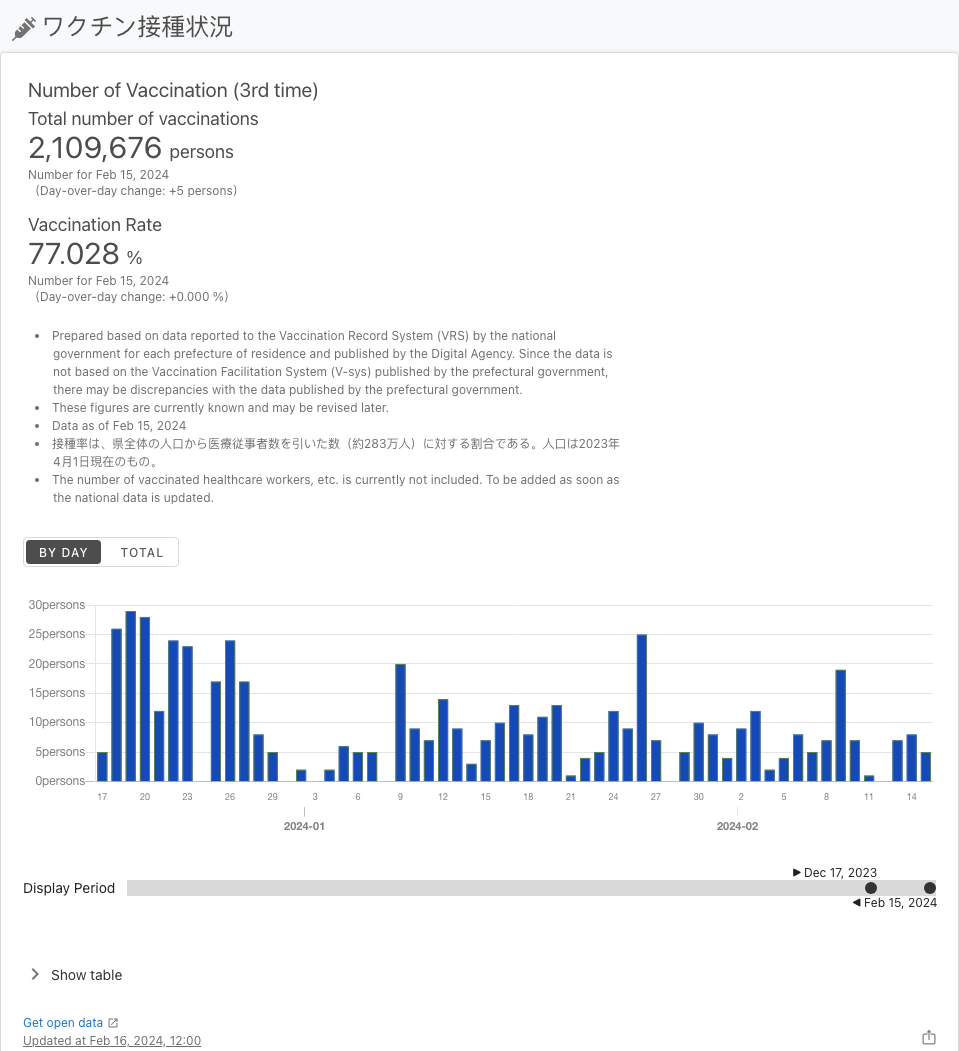 ワクチン接種状況
Number of Vaccination (3rd time)
Total number of vaccinations
2,109,676 persons
Number for Feb 15, 2024
(Day-over-day change: +5 persons)
Vaccination Rate
77.028 %
Number for Feb 15, 2024
(Day-over-day change: +0.000 %)
• Prepared based on data reported to the Vaccination Record System (VRS) by the national
government for each prefecture of residence and published by the Digital Agency. Since the data is
not based on the Vaccination Facilitation System (V-sys) published by the prefectural government,
there may be discrepancies with the data published by the prefectural government.
• These figures are currently known and may be revised later.
• Data as of Feb 15, 2024
• 接種率は、県全体の人口から医療従事者数を引いた数（約283万人）に対する割合である。人口は2023年
4月1日現在のもの。
• The number of vaccinated healthcare workers, etc. is currently not included. To be added as soon as
the national data is updated.
BY DAY TOTAL
30persons
25persons
20persons
15persons
10persons
5persons
0persons
17 20 23 26 29 3 6 9 12 15 18 21 24 27 30 2 5 8 11 14
2024-01 2024-02
Dec 17, 2023
Display Period
Feb 15, 2024
Show table
Get open data
Updated at Feb 16, 2024, 12:00